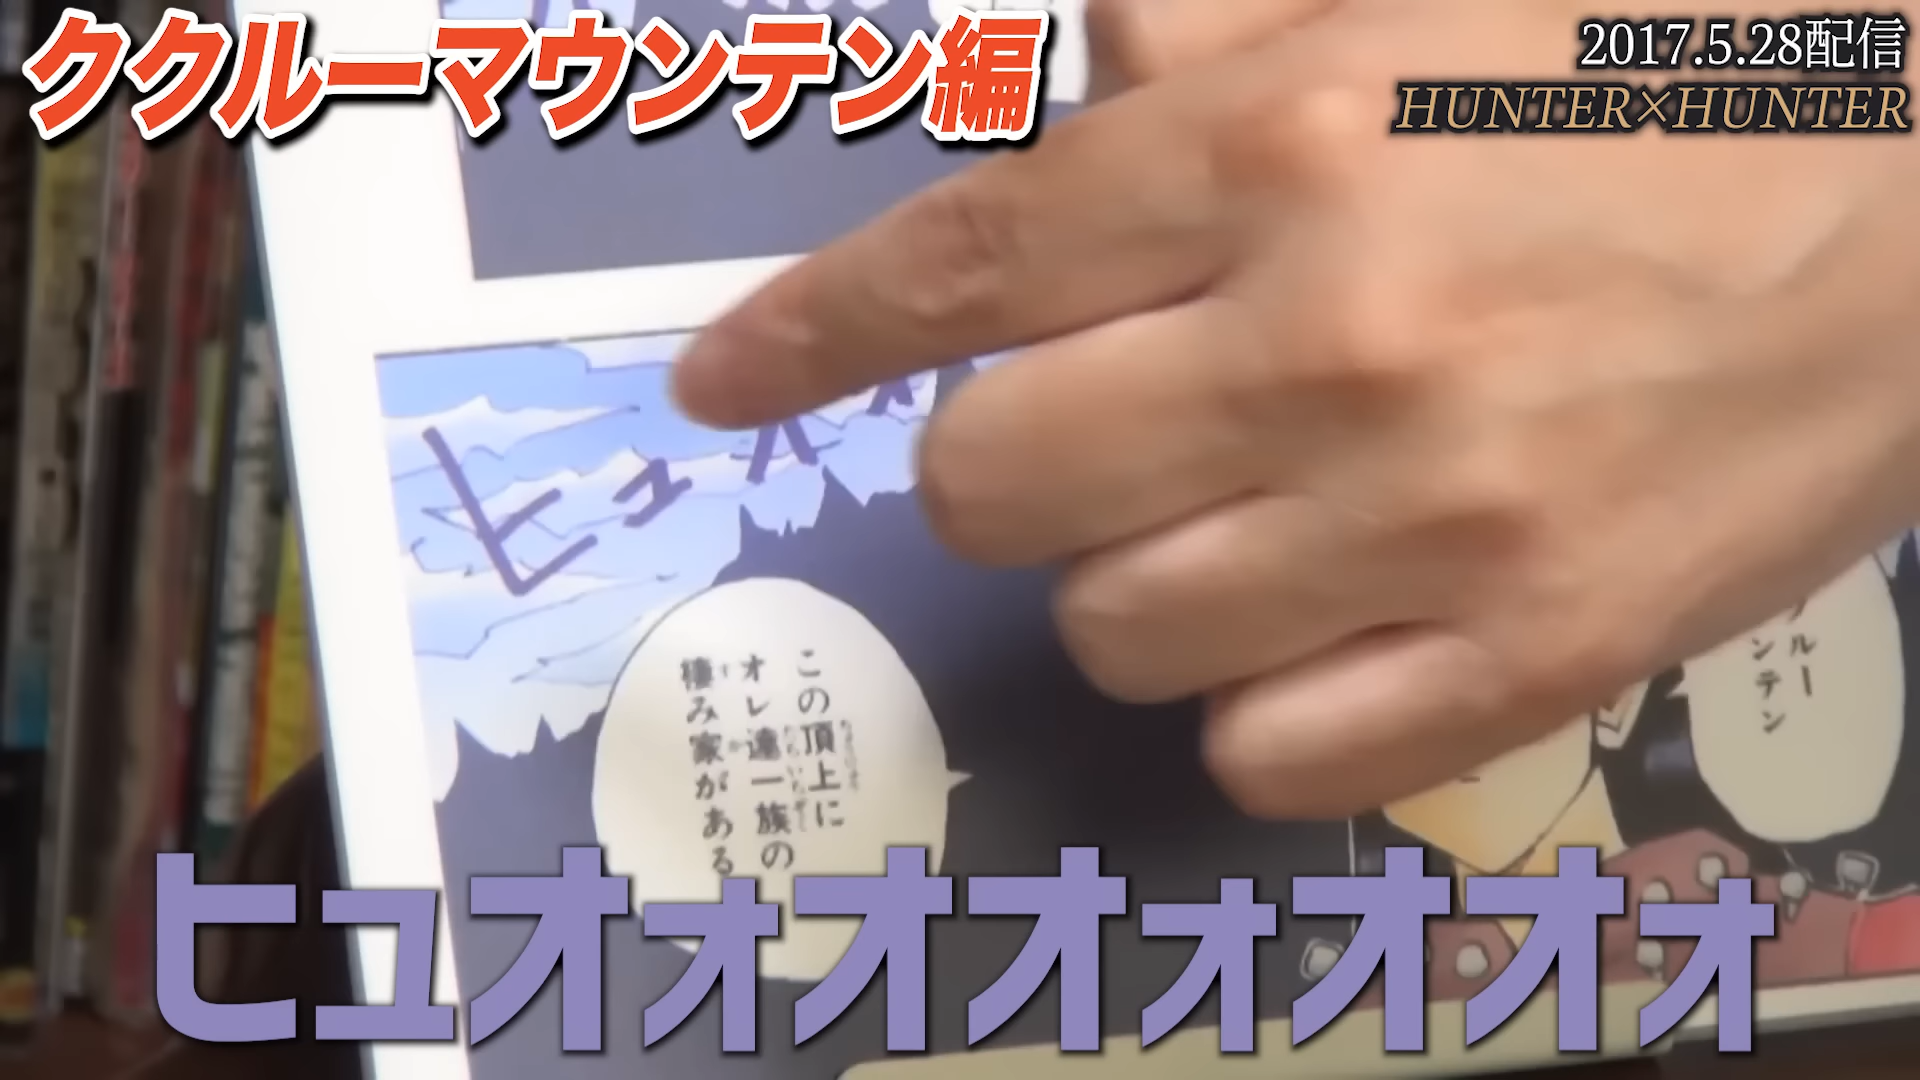 ククルーマウンテン編
2017.5.28配信
HUNTER×HUNTER
ヒュオ
この頂上に
オレ達一族の
棲み家がある
ルー
ンテン
ヒュオォオオォオオォ